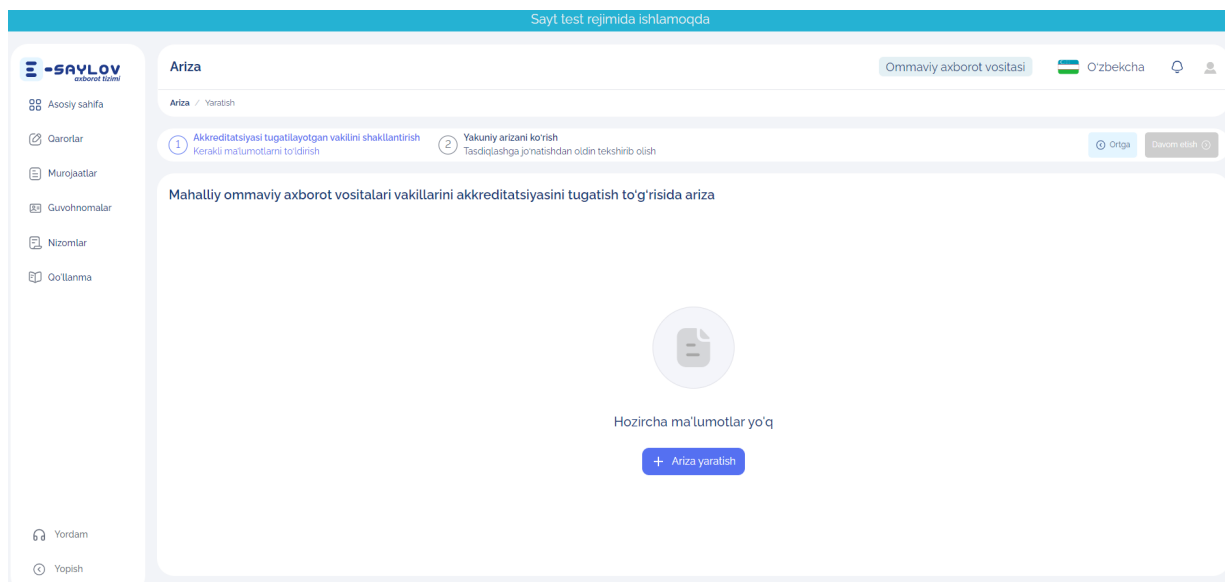 Sayt test rejimida ishlamoqda
E-SAYLOV
axborot tizimi
Asosiy sahifa
Qarorlar
Murojaatlar
Guvohnomalar
Nizomlar
Qo'llanma
Yordam
Yopish
Ariza
Ommaviy axborot vositasi
O'zbekcha
Ariza / Yaratish
1
Akkreditatsiyasi tugatilayotgan vakilini shakllantirish
Kerakli ma'lumotlarni to'ldirish
2
Yakuniy arizani ko'rish
Tasdiqlashga jo'natishdan oldin tekshirib olish
Ortga
Davom etish
Mahalliy ommaviy axborot vositalari vakillarini akkreditatsiyasini tugatish to'g'risida ariza
Hozircha ma'lumotlar yo'q
+ Ariza yaratish